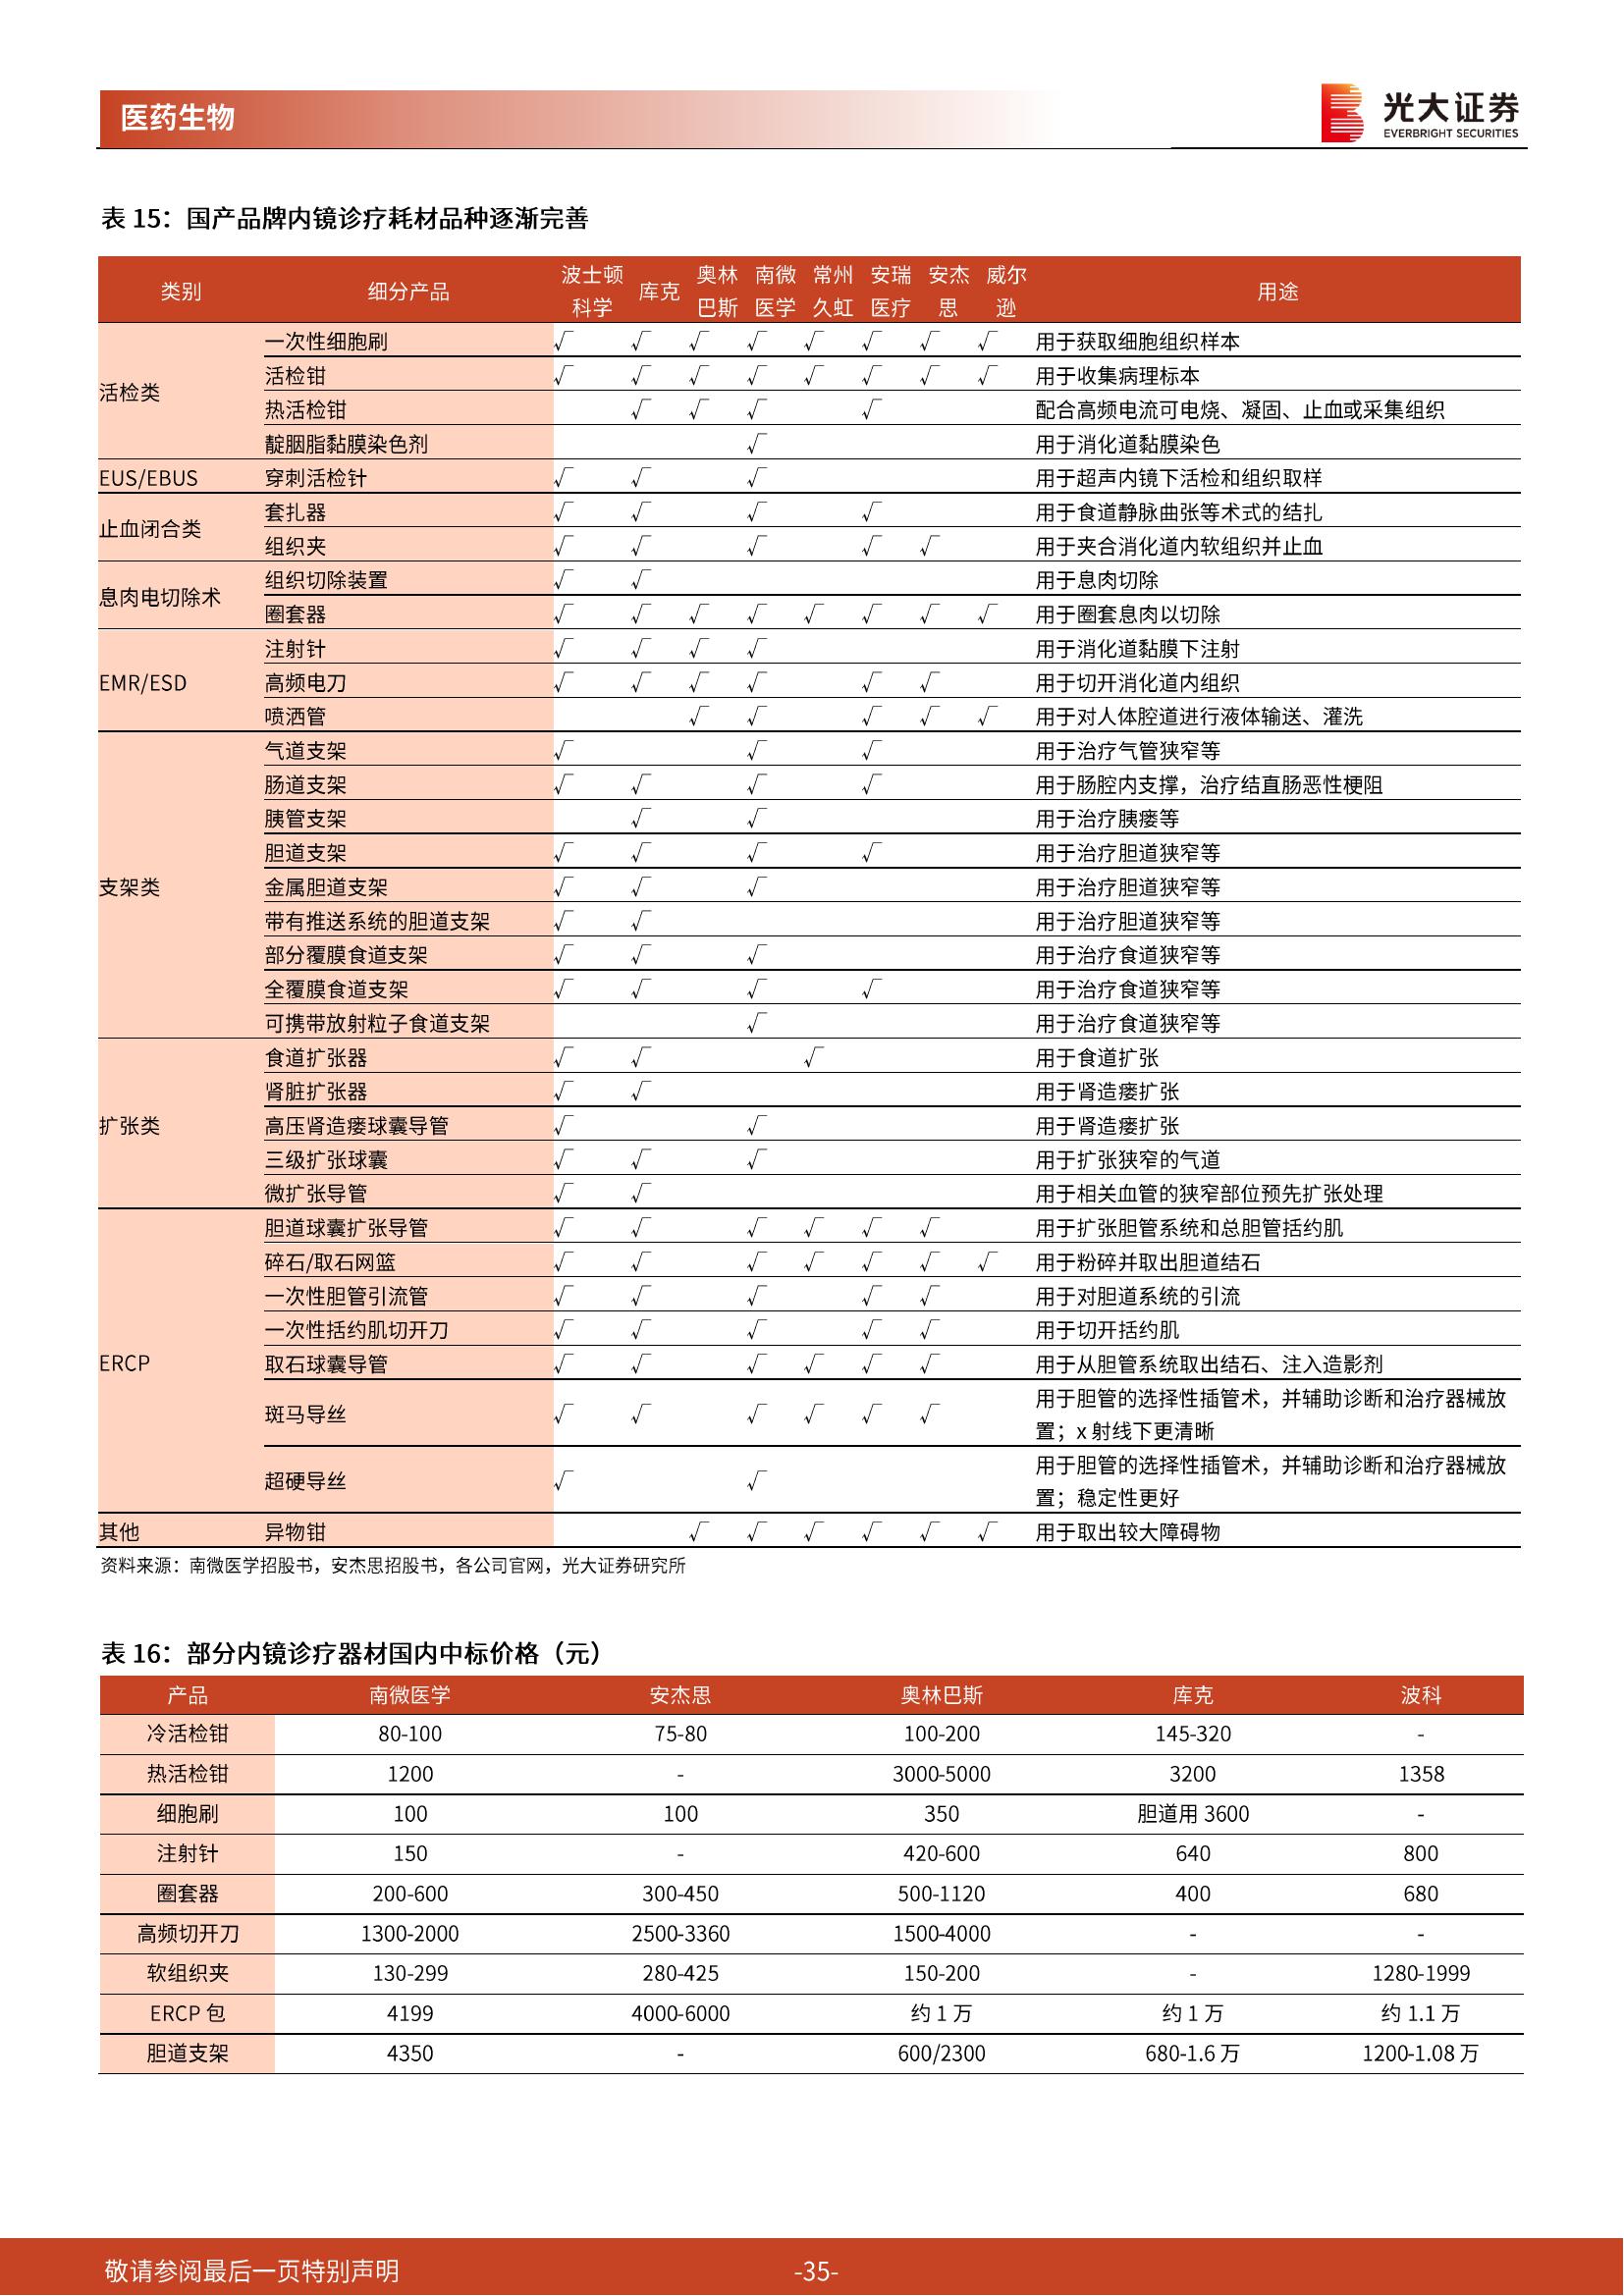 医药生物
光大证券
EVERBRIGHT SECURITIES
表 15：国产品牌内镜诊疗耗材品种逐渐完善
类别 细分产品 波士顿科学 库克 奥林巴斯 南微医学 常州久虹 安瑞医疗 安杰思 威尔逊 用途
活检类 一次性细胞刷 √ √ √ √ √ √ √ √ 用于获取细胞组织样本
活检钳 √ √ √ √ √ √ √ √ 用于收集病理标本
热活检钳 √ √ √ √ 配合高频电流可电烧、凝固、止血或采集组织
靛胭脂黏膜染色剂 √ 用于消化道黏膜染色
EUS/EBUS 穿刺活检针 √ √ √ 用于超声内镜下活检和组织取样
止血闭合类 套扎器 √ √ √ √ 用于食道静脉曲张等术式的结扎
组织夹 √ √ √ √ √ 用于夹合消化道内软组织并止血
息肉电切除术 组织切除装置 √ √ 用于息肉切除
圈套器 √ √ √ √ √ √ √ √ 用于圈套息肉以切除
EMR/ESD 注射针 √ √ √ √ 用于消化道黏膜下注射
高频电刀 √ √ √ √ √ √ 用于切开消化道内组织
喷洒管 √ √ √ √ √ 用于对人体腔道进行液体输送、灌洗
支架类 气道支架 √ √ √ 用于治疗气管狭窄等
肠道支架 √ √ √ √ 用于肠腔内支撑，治疗结直肠恶性梗阻
胰管支架 √ √ 用于治疗胰瘘等
胆道支架 √ √ √ √ 用于治疗胆道狭窄等
金属胆道支架 √ √ √ 用于治疗胆道狭窄等
带有推送系统的胆道支架 √ √ 用于治疗胆道狭窄等
部分覆膜食道支架 √ √ √ 用于治疗食道狭窄等
全覆膜食道支架 √ √ √ √ 用于治疗食道狭窄等
可携带放射粒子食道支架 √ 用于治疗食道狭窄等
扩张类 食道扩张器 √ √ √ 用于食道扩张
肾脏扩张器 √ √ 用于肾造瘘扩张
高压肾造瘘球囊导管 √ √ 用于肾造瘘扩张
三级扩张球囊 √ √ √ 用于扩张狭窄的气道
微扩张导管 √ √ 用于相关血管的狭窄部位预先扩张处理
ERCP 胆道球囊扩张导管 √ √ √ √ √ √ 用于扩张胆管系统和总胆管括约肌
碎石/取石网篮 √ √ √ √ √ √ √ 用于粉碎并取出胆道结石
一次性胆管引流管 √ √ √ √ √ 用于对胆道系统的引流
一次性括约肌切开刀 √ √ √ √ √ 用于切开括约肌
取石球囊导管 √ √ √ √ √ √ 用于从胆管系统取出结石、注入造影剂
斑马导丝 √ √ √ √ √ √ 用于胆管的选择性插管术，并辅助诊断和治疗器械放
置；x 射线下更清晰
超硬导丝 √ √ 用于胆管的选择性插管术，并辅助诊断和治疗器械放
置；稳定性更好
其他 异物钳 √ √ √ √ √ √ 用于取出较大障碍物
资料来源：南微医学招股书，安杰思招股书，各公司官网，光大证券研究所
表 16：部分内镜诊疗器材国内中标价格（元）
产品 南微医学 安杰思 奥林巴斯 库克 波科
冷活检钳 80-100 75-80 100-200 145-320 -
热活检钳 1200 - 3000-5000 3200 1358
细胞刷 100 100 350 胆道用 3600 -
注射针 150 - 420-600 640 800
圈套器 200-600 300-450 500-1120 400 680
高频切开刀 1300-2000 2500-3360 1500-4000 - -
软组织夹 130-299 280-425 150-200 - 1280-1999
ERCP 包 4199 4000-6000 约 1 万 约 1 万 约 1.1 万
胆道支架 4350 - 600/2300 680-1.6 万 1200-1.08 万
敬请参阅最后一页特别声明 -35-